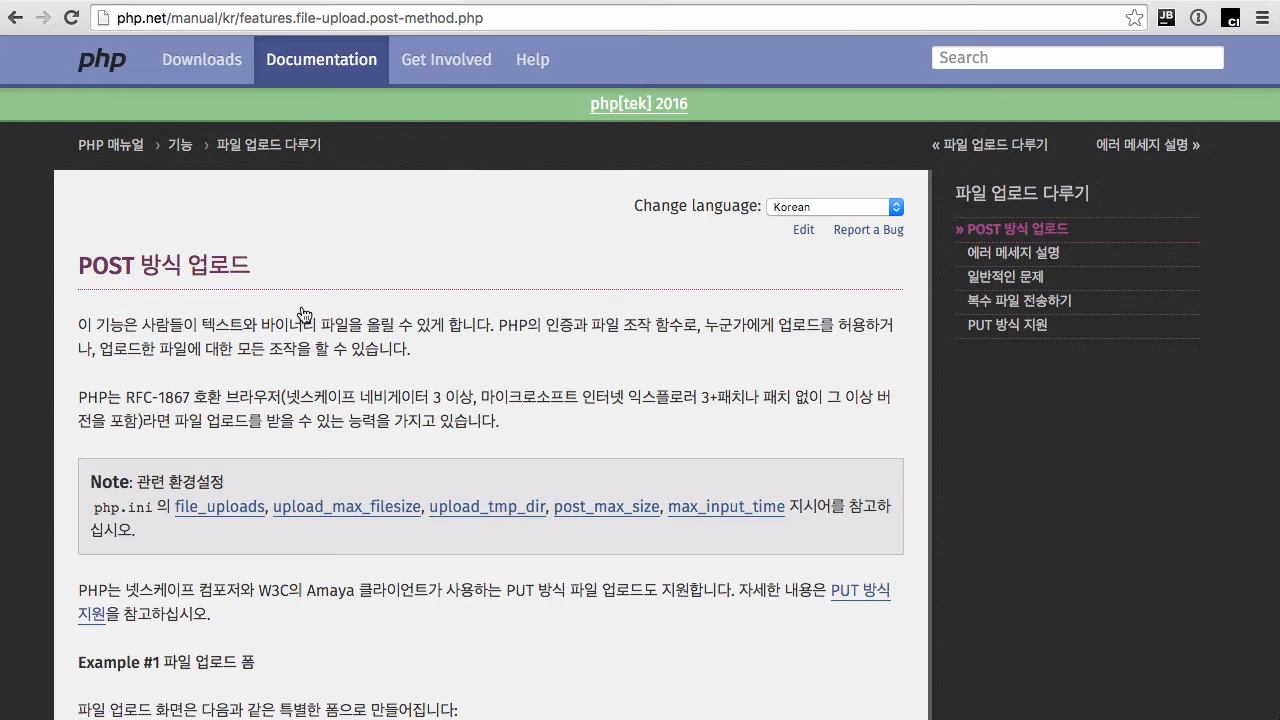 php.net/manual/kr/features.file-upload.post-method.php
JB
CI
php Downloads Documentation Get Involved Help Search
php[tek] 2016
PHP 매뉴얼 › 기능 › 파일 업로드 다루기 « 파일 업로드 다루기 에러 메세지 설명 »
Change language: Korean
Edit Report a Bug
POST 방식 업로드
이 기능은 사람들이 텍스트와 바이너리 파일을 올릴 수 있게 합니다. PHP의 인증과 파일 조작 함수로, 누군가에게 업로드를 허용하거
나, 업로드한 파일에 대한 모든 조작을 할 수 있습니다.
PHP는 RFC-1867 호환 브라우저(넷스케이프 네비게이터 3 이상, 마이크로소프트 인터넷 익스플로러 3+패치나 패치 없이 그 이상 버
전을 포함)라면 파일 업로드를 받을 수 있는 능력을 가지고 있습니다.
Note: 관련 환경설정
php.ini 의 file_uploads, upload_max_filesize, upload_tmp_dir, post_max_size, max_input_time 지시어를 참고하
십시오.
PHP는 넷스케이프 컴포저와 W3C의 Amaya 클라이언트가 사용하는 PUT 방식 파일 업로드도 지원합니다. 자세한 내용은 PUT 방식
지원을 참고하십시오.
Example #1 파일 업로드 폼
파일 업로드 화면은 다음과 같은 특별한 폼으로 만들어집니다:
파일 업로드 다루기
» POST 방식 업로드
에러 메세지 설명
일반적인 문제
복수 파일 전송하기
PUT 방식 지원